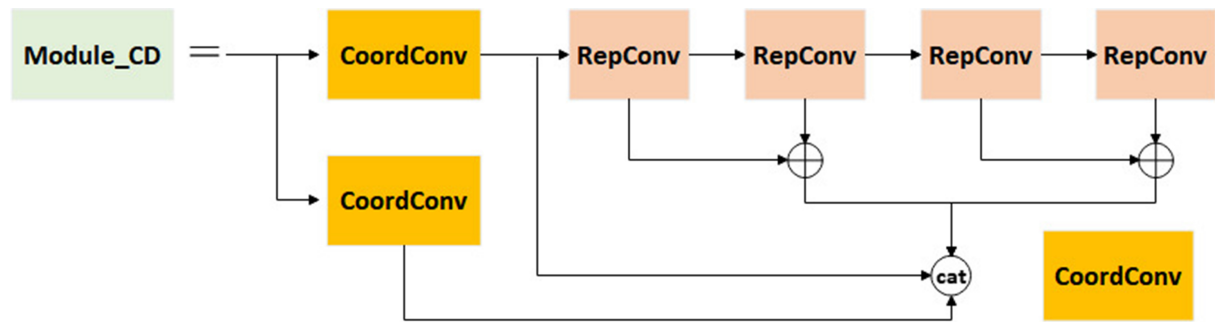 Module_CD
=
CoordConv
RepConv
RepConv
RepConv
RepConv
CoordConv
cat
CoordConv